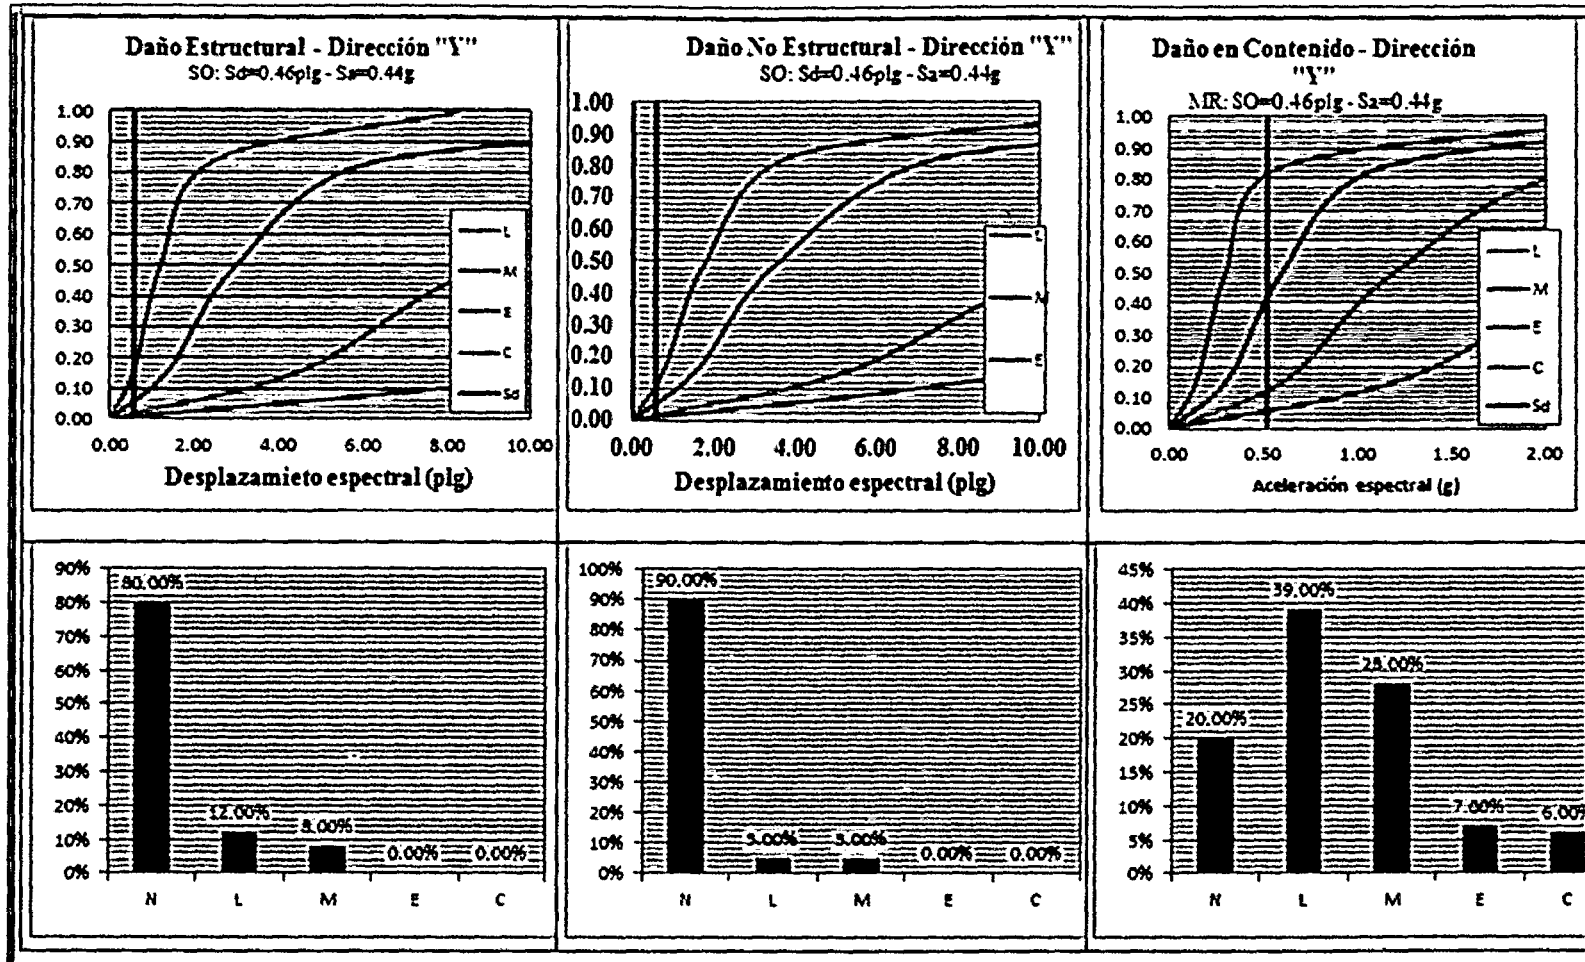 Daño Estructural - Dirección "Y"
SO: Sd=0.46plg - Sa=0.44g
1.00
0.90
0.80
0.70
0.60
0.50
0.40
0.30
0.20
0.10
0.00
0.00 2.00 4.00 6.00 8.00 10.00
L
M
E
C
Sd
Desplazamieto espectral (plg)
Daño No Estructural - Dirección "Y"
SO: Sd=0.46plg - Sa=0.44g
1.00
0.90
0.80
0.70
0.60
0.50
0.40
0.30
0.20
0.10
0.00
0.00 2.00 4.00 6.00 8.00 10.00
L
M
E
Desplazamiento espectral (plg)
Daño en Contenido - Dirección
"Y"
MR: SO=0.46plg - Sa=0.44g
1.00
0.90
0.80
0.70
0.60
0.50
0.40
0.30
0.20
0.10
0.00
0.00 0.50 1.00 1.50 2.00
L
M
E
C
Sd
Aceleración espectral (g)
90%
80%
70%
60%
50%
40%
30%
20%
10%
0%
80.00%
12.00%
8.00%
0.00%
0.00%
N L M E C
100%
90%
80%
70%
60%
50%
40%
30%
20%
10%
0%
90.00%
5.00%
5.00%
0.00%
0.00%
N L M E C
45%
40%
35%
30%
25%
20%
15%
10%
5%
0%
20.00%
39.00%
28.00%
7.00%
6.00%
N L M E C